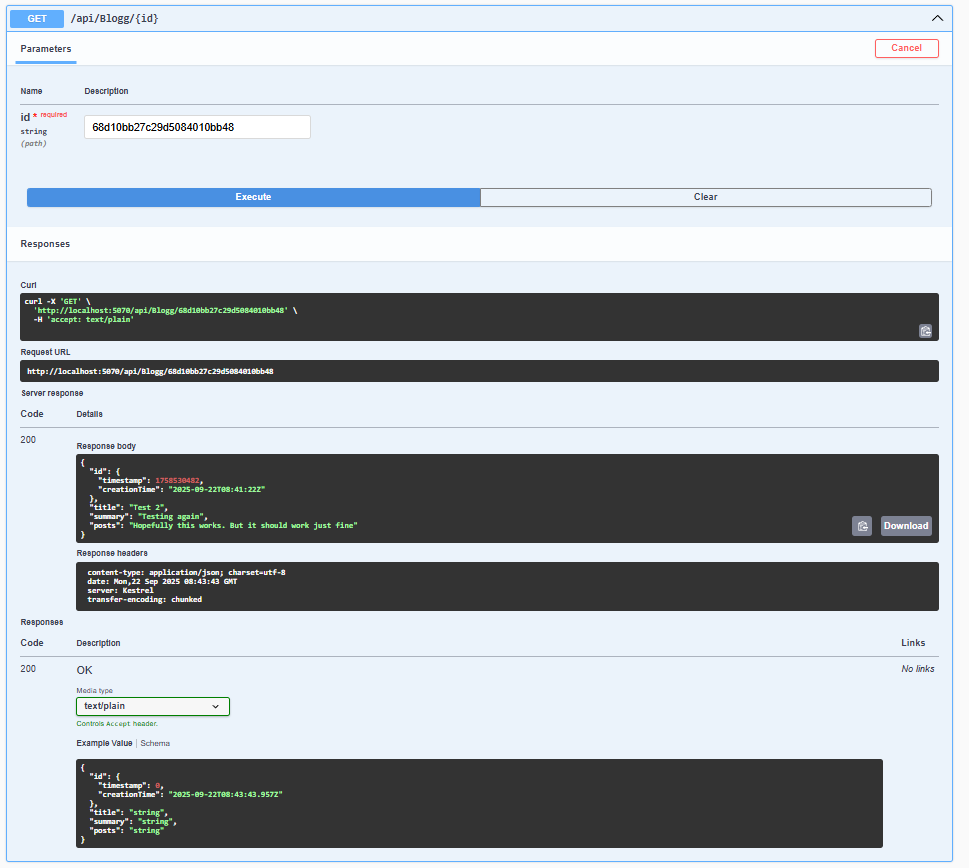 GET /api/Blogg/{id}
Parameters
Cancel
Name Description
id * required
string
(path)
68d10bb27c29d5084010bb48
Execute Clear
Responses
Curl
curl -X 'GET' \
  'http://localhost:5070/api/Blogg/68d10bb27c29d5084010bb48' \
  -H 'accept: text/plain'
Request URL
http://localhost:5070/api/Blogg/68d10bb27c29d5084010bb48
Server response
Code Details
200
Response body
{
  "id": {
    "timestamp": 1758530482,
    "creationTime": "2025-09-22T08:41:22Z"
  },
  "title": "Test 2",
  "summary": "Testing again",
  "posts": "Hopefully this works. But it should work just fine"
}
Download
Response headers
content-type: application/json; charset=utf-8
date: Mon,22 Sep 2025 08:43:43 GMT
server: Kestrel
transfer-encoding: chunked
Responses
Code Description Links
200 OK No links
Media type
text/plain
Controls Accept header.
Example Value | Schema
{
  "id": {
    "timestamp": 0,
    "creationTime": "2025-09-22T08:43:43.957Z"
  },
  "title": "string",
  "summary": "string",
  "posts": "string"
}